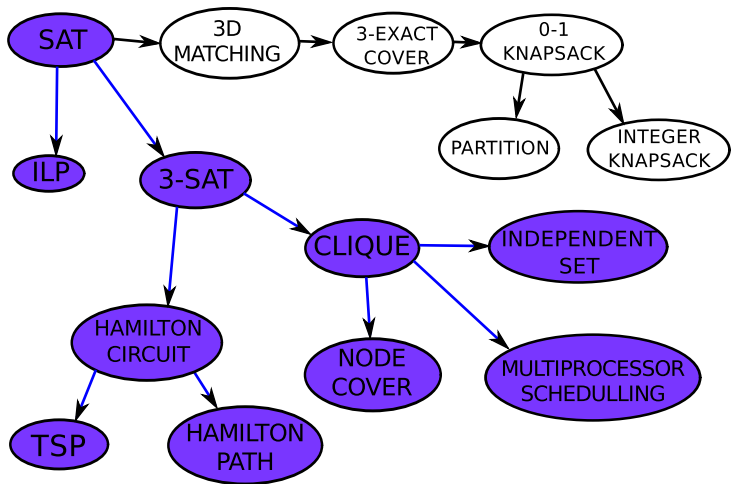 SAT
3D
MATCHING
3-EXACT
COVER
0-1
KNAPSACK
PARTITION
INTEGER
KNAPSACK
ILP
3-SAT
CLIQUE
INDEPENDENT
SET
HAMILTON
CIRCUIT
NODE
COVER
MULTIPROCESSOR
SCHEDULLING
TSP
HAMILTON
PATH